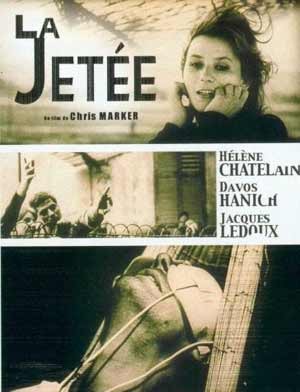 LA
JETÉE
Un film de Chris MARKER
HÉLÈNE
CHATELAIN
DAVOS
HANICH
JACQUES
LEDOUX